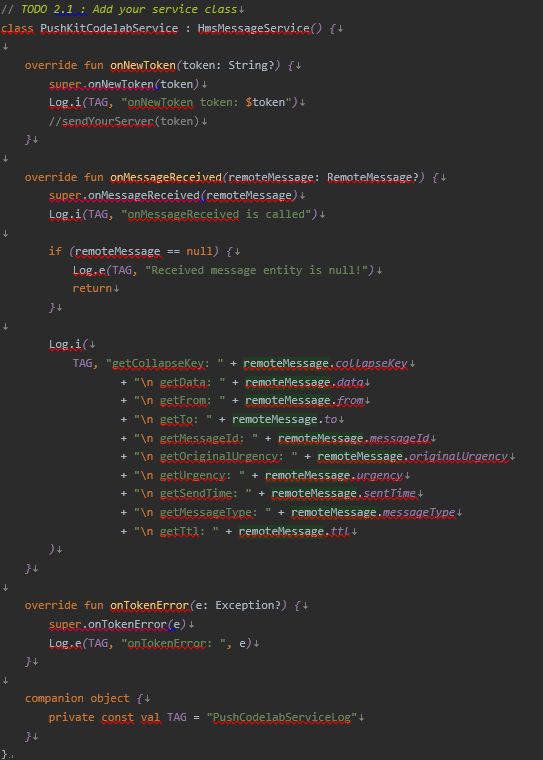 // TODO 2.1 : Add your service class↓
class PushKitCodelabService : HmsMessageService() {↓
↓
override fun onNewToken(token: String?) {↓
super.onNewToken(token)↓
Log.i(TAG, "onNewToken token: $token")↓
//sendYourServer(token)↓
}↓
↓
override fun onMessageReceived(remoteMessage: RemoteMessage?) {↓
super.onMessageReceived(remoteMessage)↓
Log.i(TAG, "onMessageReceived is called")↓
↓
if (remoteMessage == null) {↓
Log.e(TAG, "Received message entity is null!")↓
return↓
}↓
↓
Log.i(↓
TAG, "getCollapseKey: " + remoteMessage.collapseKey↓
+ "\n getData: " + remoteMessage.data↓
+ "\n getFrom: " + remoteMessage.from↓
+ "\n getTo: " + remoteMessage.to↓
+ "\n getMessageId: " + remoteMessage.messageId↓
+ "\n getOriginalUrgency: " + remoteMessage.originalUrgency↓
+ "\n getUrgency: " + remoteMessage.urgency↓
+ "\n getSendTime: " + remoteMessage.sentTime↓
+ "\n getMessageType: " + remoteMessage.messageType↓
+ "\n getTtl: " + remoteMessage.ttl↓
)↓
}↓
↓
override fun onTokenError(e: Exception?) {↓
super.onTokenError(e)↓
Log.e(TAG, "onTokenError: ", e)↓
}↓
↓
companion object {↓
private const val TAG = "PushCodelabServiceLog"↓
}↓
}